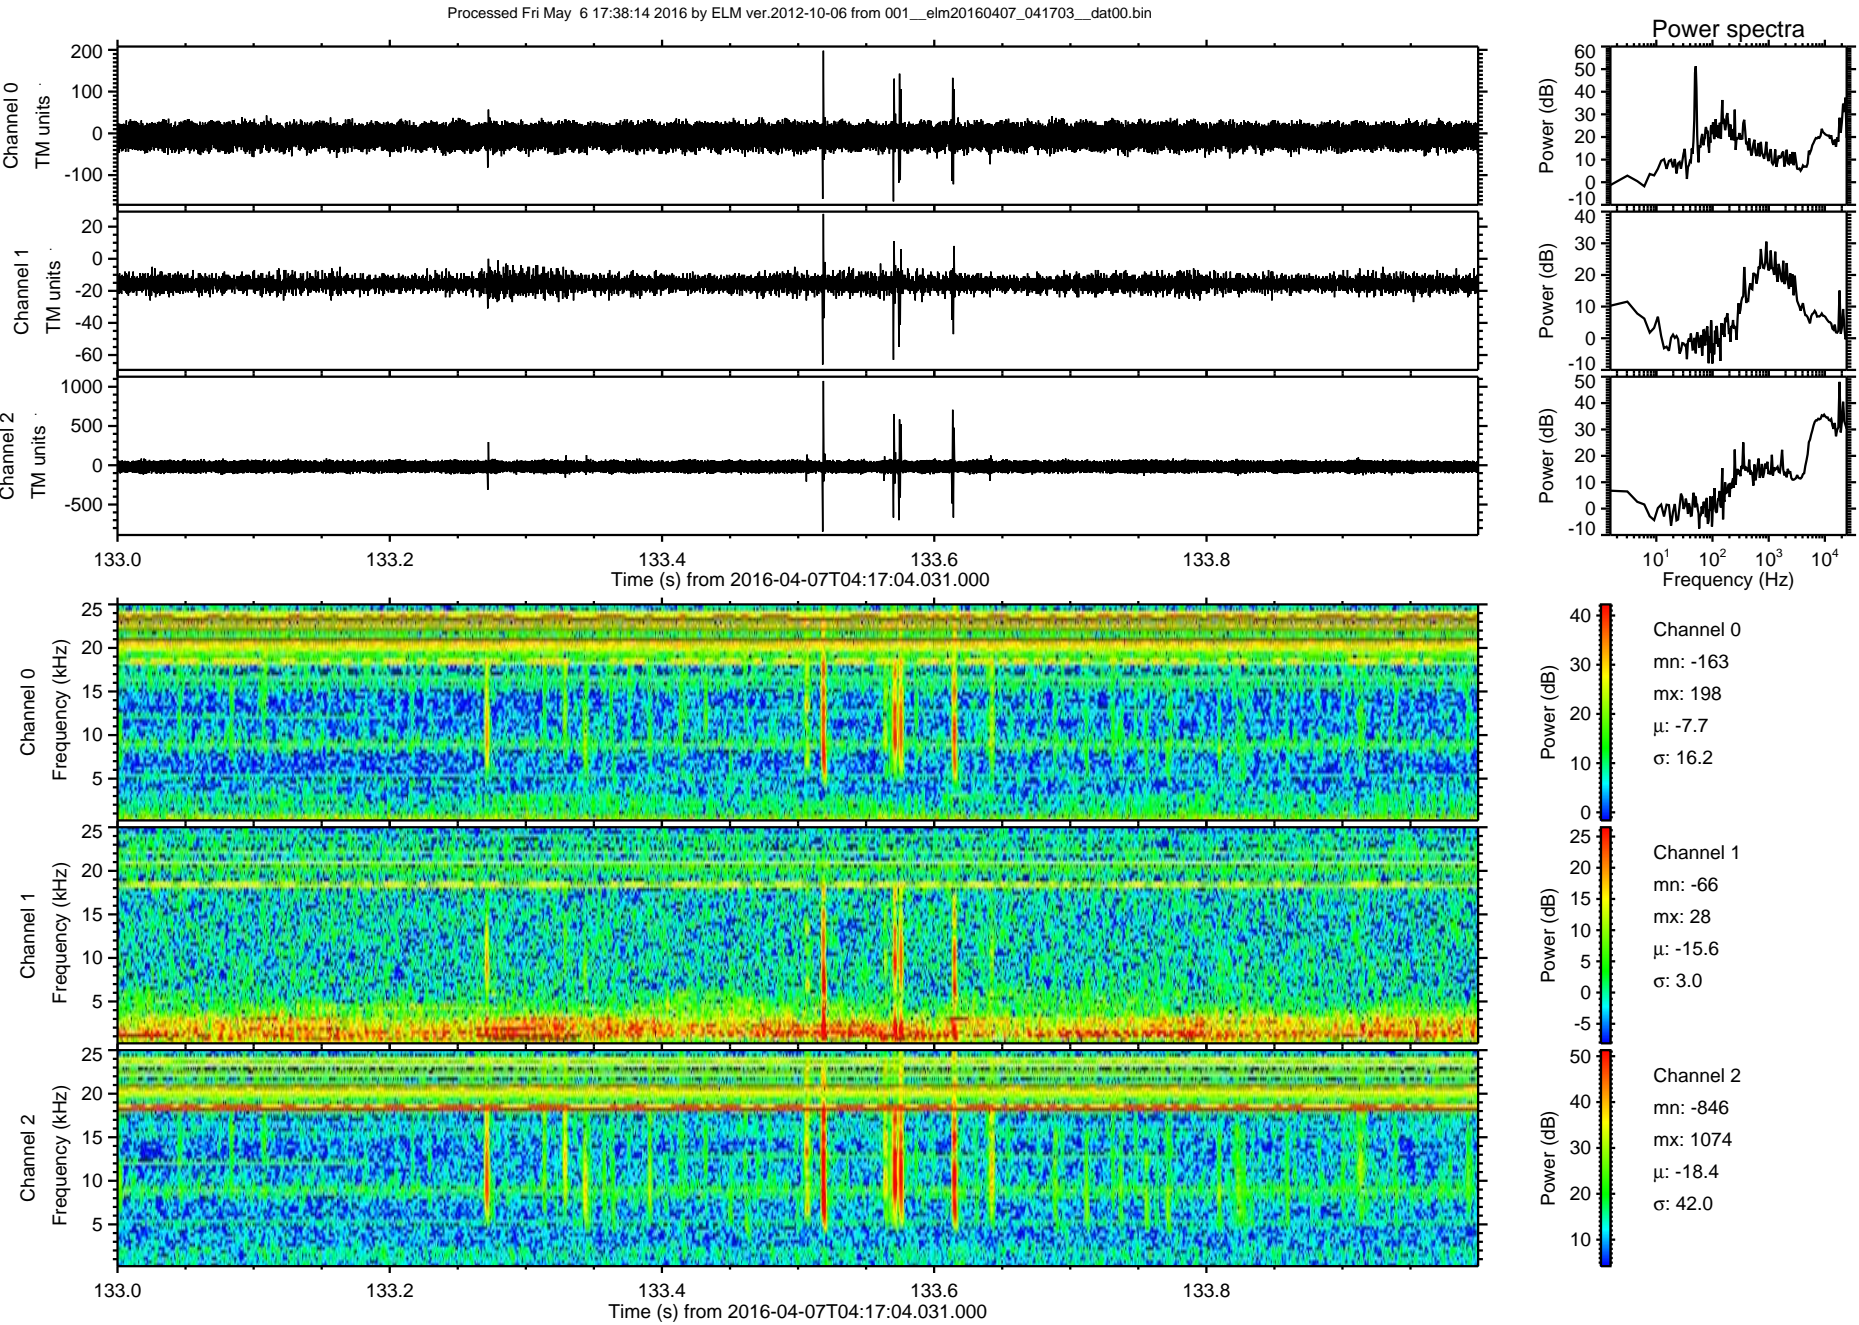 Processed Fri May  6 17:38:14 2016 by ELM ver.2012-10-06 from 001__elm20160407_041703__dat00.bin
Power spectra
Channel 0
TM units
200
100
0
-100
Power (dB)
60
50
40
30
20
10
0
-10
Channel 1
TM units
20
0
-20
-40
-60
Power (dB)
40
30
20
10
0
-10
Channel 2
TM units
1000
500
0
-500
Power (dB)
50
40
30
20
10
0
-10
133.0 133.2 133.4 133.6 133.8
Time (s) from 2016-04-07T04:17:04.031.000
10^1 10^2 10^3 10^4
Frequency (Hz)
Channel 0
Frequency (kHz)
25
20
15
10
5
Power (dB)
40
30
20
10
0
Channel 0
mn: -163
mx: 198
μ: -7.7
σ: 16.2
Channel 1
Frequency (kHz)
25
20
15
10
5
Power (dB)
25
20
15
10
5
0
-5
Channel 1
mn: -66
mx: 28
μ: -15.6
σ: 3.0
Channel 2
Frequency (kHz)
25
20
15
10
5
Power (dB)
50
40
30
20
10
Channel 2
mn: -846
mx: 1074
μ: -18.4
σ: 42.0
133.0 133.2 133.4 133.6 133.8
Time (s) from 2016-04-07T04:17:04.031.000